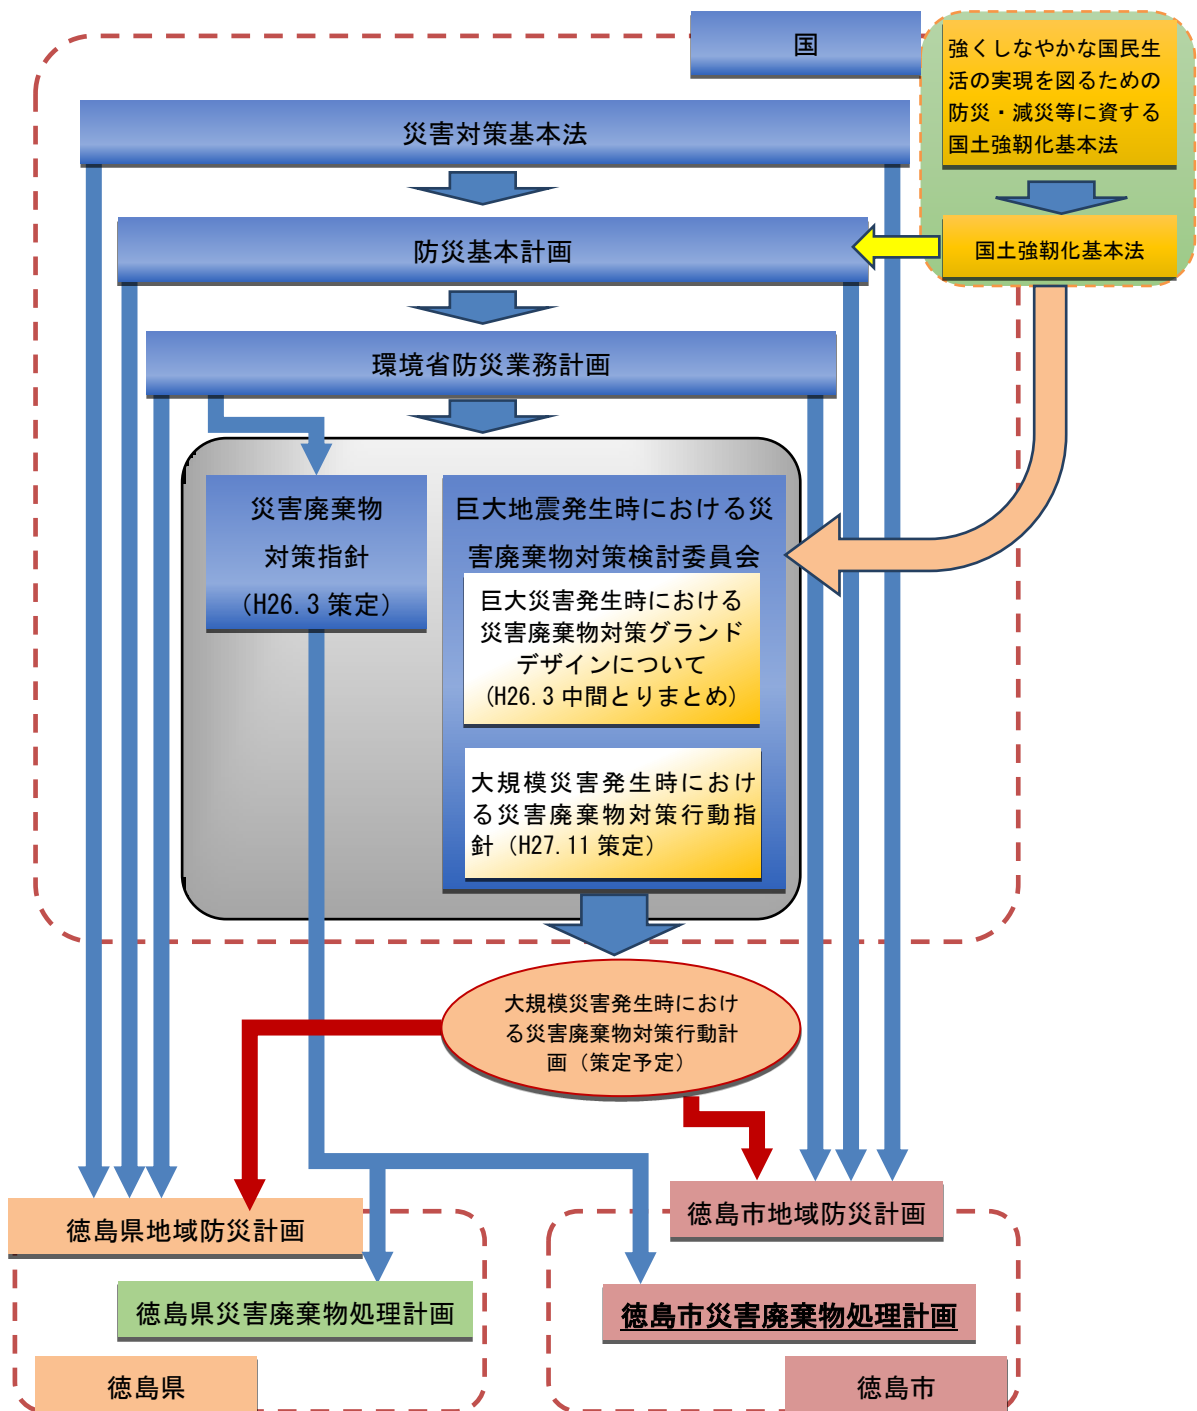 国
強くしなやかな国民生
活の実現を図るための
防災・減災等に資する
国土強靭化基本法
災害対策基本法
防災基本計画
国土強靭化基本法
環境省防災業務計画
災害廃棄物
対策指針
（H26.3 策定）
巨大地震発生時における災
害廃棄物対策検討委員会
巨大災害発生時における
災害廃棄物対策グランド
デザインについて
（H26.3 中間とりまとめ）
大規模災害発生時におけ
る災害廃棄物対策行動指
針（H27.11 策定）
大規模災害発生時におけ
る災害廃棄物対策行動計
画（策定予定）
徳島県地域防災計画
徳島県災害廃棄物処理計画
徳島県
徳島市地域防災計画
徳島市災害廃棄物処理計画
徳島市